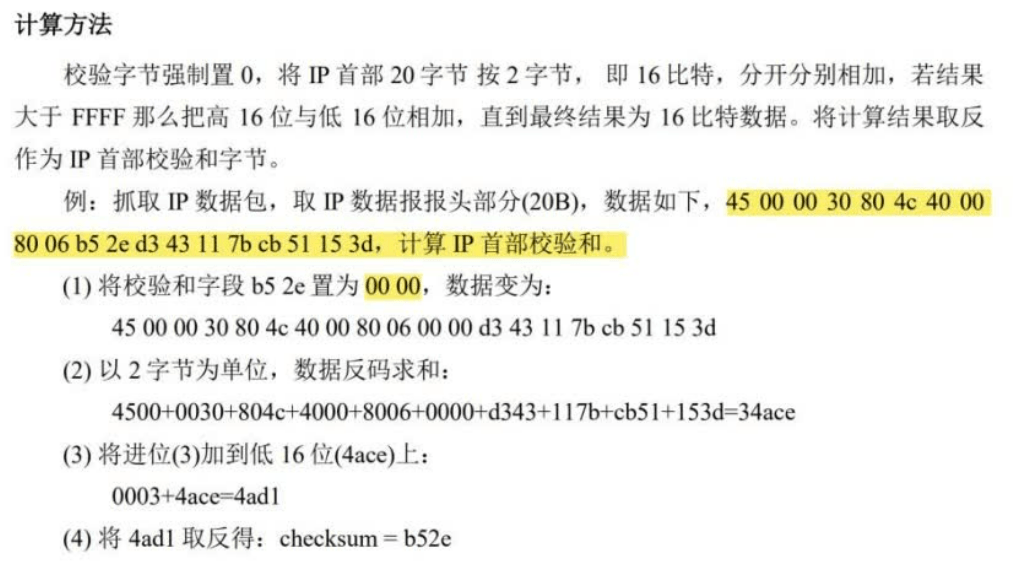 计算方法
校验字节强制置 0，将 IP 首部 20 字节 按 2 字节， 即 16 比特，分开分别相加，若结果
大于 FFFF 那么把高 16 位与低 16 位相加，直到最终结果为 16 比特数据。将计算结果取反
作为 IP 首部校验和字节。
例：抓取 IP 数据包，取 IP 数据报报头部分(20B)，数据如下，45 00 00 30 80 4c 40 00
80 06 b5 2e d3 43 11 7b cb 51 15 3d，计算 IP 首部校验和。
(1) 将校验和字段 b5 2e 置为 00 00，数据变为：
45 00 00 30 80 4c 40 00 80 06 00 00 d3 43 11 7b cb 51 15 3d
(2) 以 2 字节为单位，数据反码求和：
4500+0030+804c+4000+8006+0000+d343+117b+cb51+153d=34ace
(3) 将进位(3)加到低 16 位(4ace)上：
0003+4ace=4ad1
(4) 将 4ad1 取反得：checksum = b52e